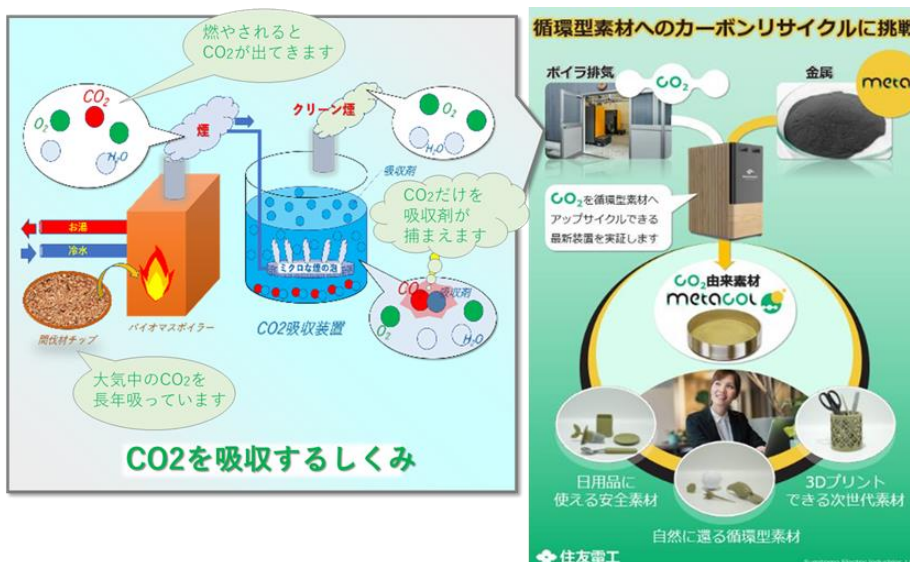 燃やされると
CO2が出てきます
CO2
O2
H2O
煙
クリーン煙
O2
H2O
吸収剤
CO2だけを
吸収剤が
捕まえます
お湯
冷水
ミクロな煙の泡
CO2吸収装置
吸収剤
O2
H2O
バイオマスボイラー
間伐材チップ
大気中のCO2を
長年吸っています
CO2を吸収するしくみ
循環型素材へのカーボンリサイクルに挑戦
ボイラ排気
CO2
金属
meta
CO2を循環型素材へ
アップサイクルできる
最新装置を実証します
CO2由来素材
metacol
日用品に
使える安全素材
3Dプリント
できる次世代素材
自然に還る循環型素材
住友電工